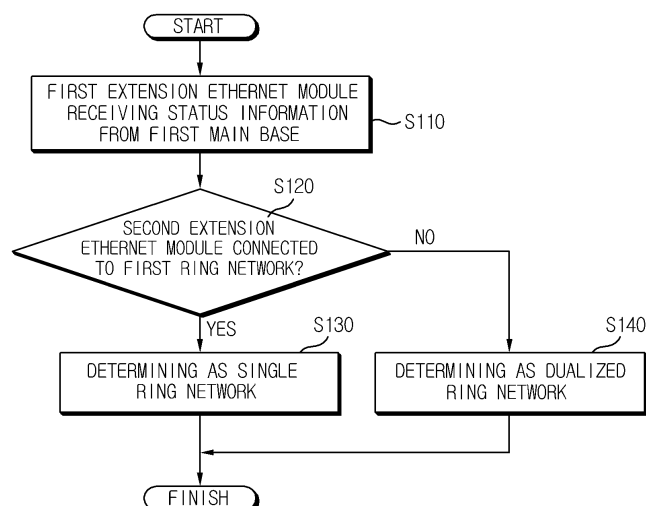 START
FIRST EXTENSION ETHERNET MODULE
RECEIVING STATUS INFORMATION
FROM FIRST MAIN BASE
S110
S120
SECOND EXTENSION
ETHERNET MODULE CONNECTED
TO FIRST RING NETWORK?
NO
YES
S130
S140
DETERMINING AS SINGLE
RING NETWORK
DETERMINING AS DUALIZED
RING NETWORK
FINISH